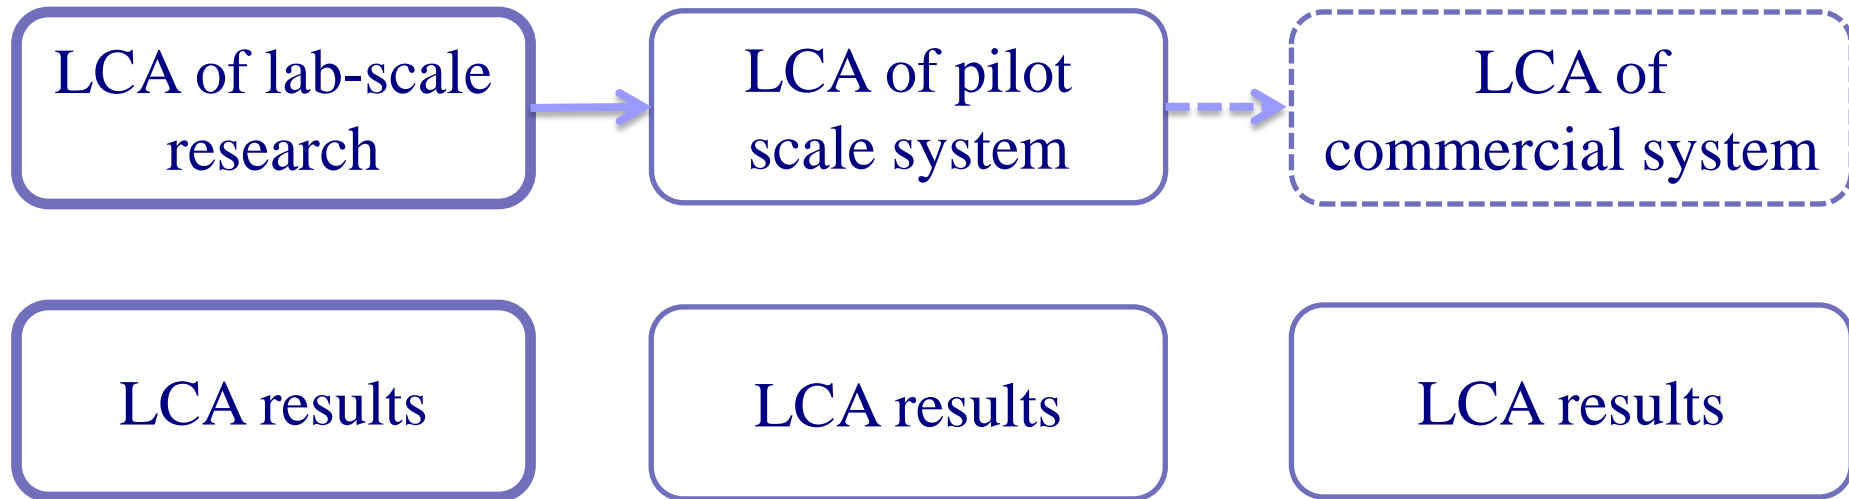 LCA of lab-scale
research
LCA of pilot
scale system
LCA of
commercial system
LCA results
LCA results
LCA results